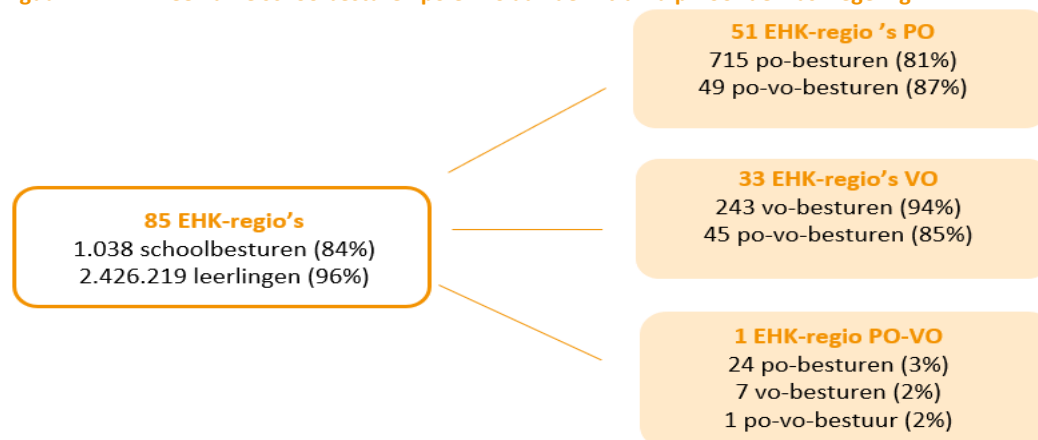 85 EHK-regio's
1.038 schoolbesturen (84%)
2.426.219 leerlingen (96%)
51 EHK-regio 's PO
715 po-besturen (81%)
49 po-vo-besturen (87%)
33 EHK-regio's VO
243 vo-besturen (94%)
45 po-vo-besturen (85%)
1 EHK-regio PO-VO
24 po-besturen (3%)
7 vo-besturen (2%)
1 po-vo-bestuur (2%)